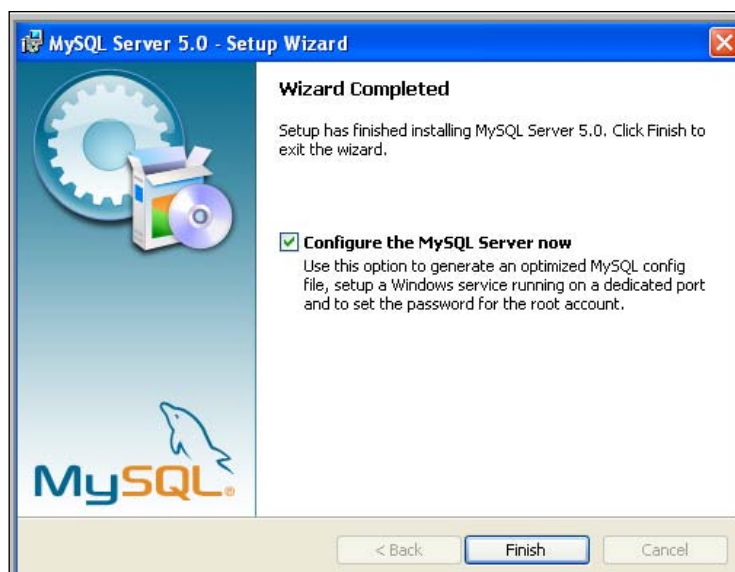 MySQL Server 5.0 - Setup Wizard
Wizard Completed
Setup has finished installing MySQL Server 5.0. Click Finish to
exit the wizard.
Configure the MySQL Server now
Use this option to generate an optimized MySQL config
file, setup a Windows service running on a dedicated port
and to set the password for the root account.
MySQL®
< Back
Finish
Cancel